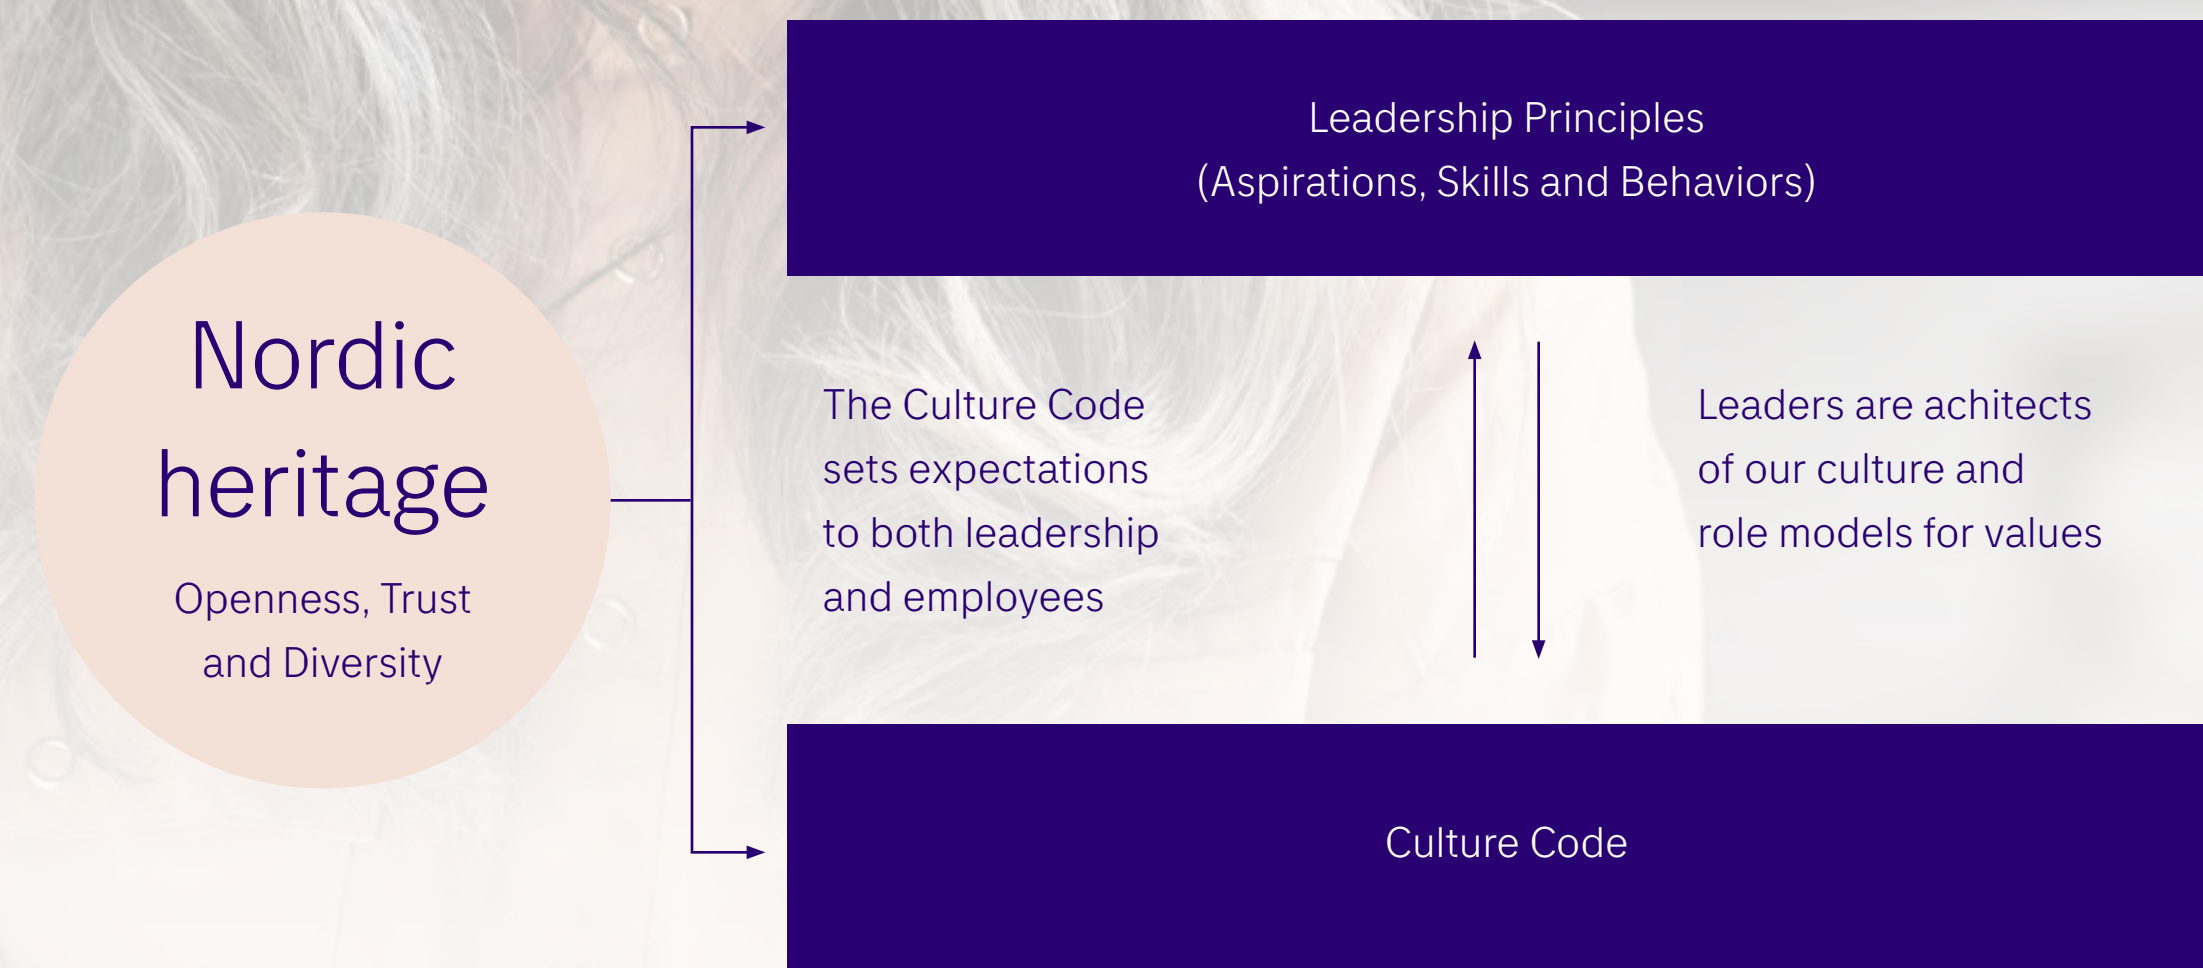 Nordic
heritage
Openness, Trust
and Diversity
Leadership Principles
(Aspirations, Skills and Behaviors)
The Culture Code
sets expectations
to both leadership
and employees
Leaders are achitects
of our culture and
role models for values
Culture Code